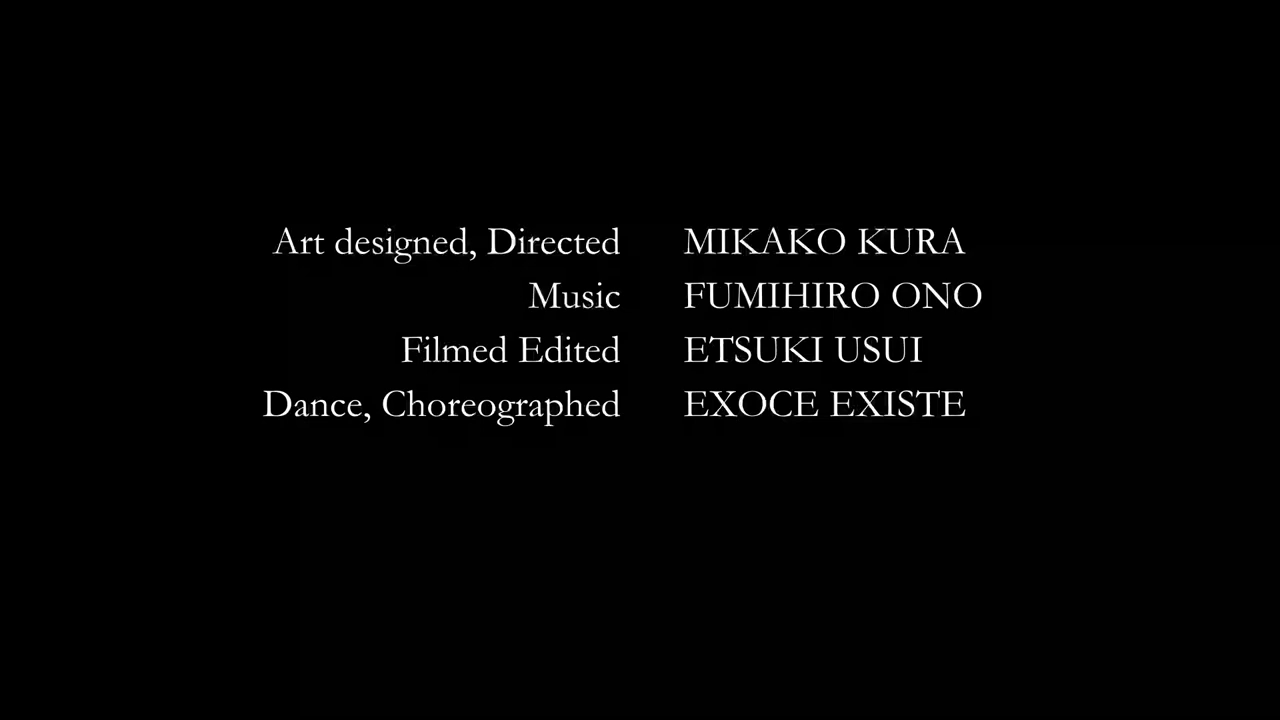 Art designed, Directed MIKAKO KURA
Music FUMIHIRO ONO
Filmed Edited ETSUKI USUI
Dance, Choreographed EXOCE EXISTE